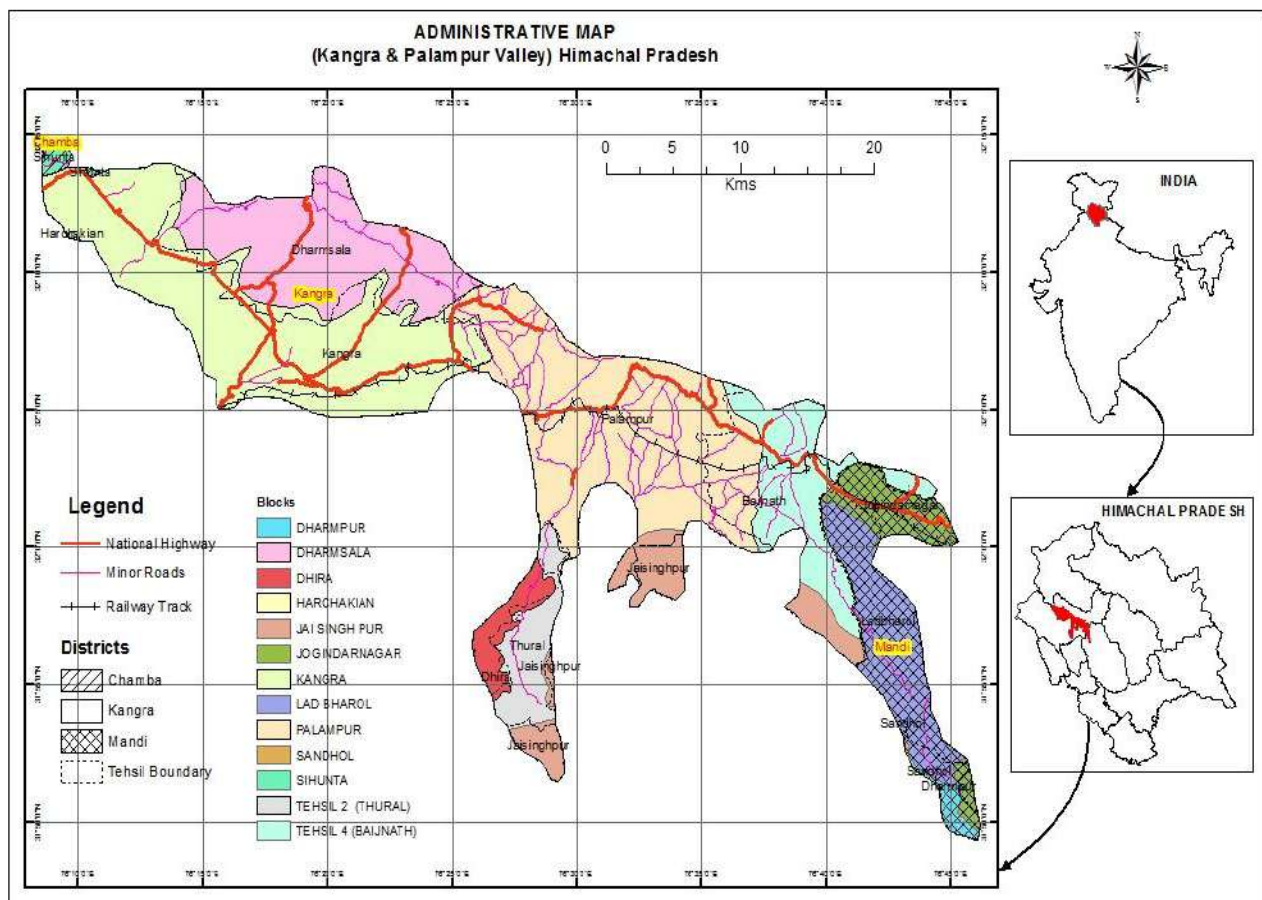 ADMINISTRATIVE MAP
(Kangra & Palampur Valley) Himachal Pradesh
Sihunta
Harchakian
Dharmsala
Kangra
Kangra
0 5 10 20
Kms
Palampur
Baijnath
Jaisinghpur
Mandi
Thural
Jaisinghpur
Dhira
Jaisinghpur
Sandhol
Dharmpur
Legend
National Highway
Minor Roads
Railway Track
Districts
Chamba
Kangra
Mandi
Tehsil Boundary
Blocks
DHARMPUR
DHARMSALA
DHIRA
HARCHAKIAN
JAI SINGH PUR
JOGINDARNAGAR
KANGRA
LAD BHAROL
PALAMPUR
SANDHOL
SIHUNTA
TEHSIL 2 (THURAL)
TEHSIL 4 (BAIJNATH)
INDIA
HIMACHAL PRADESH